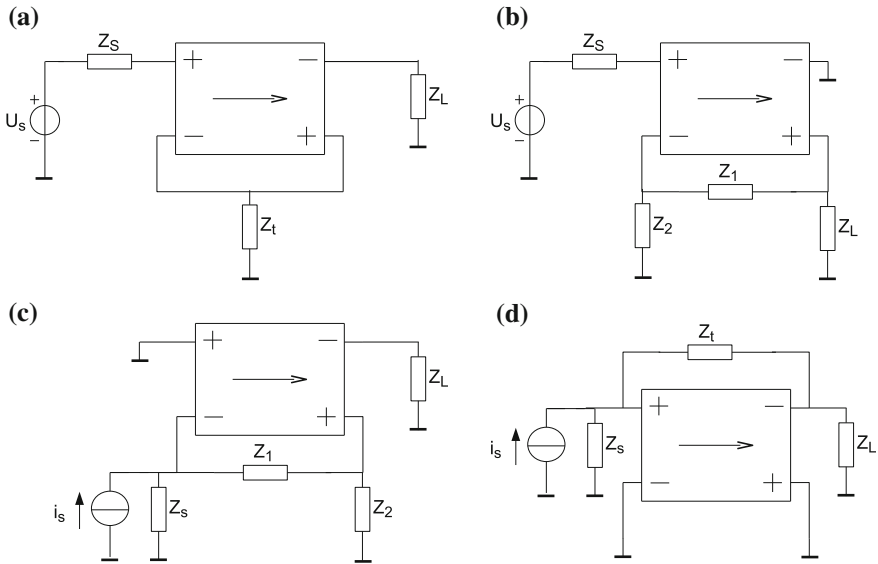 (a)
Z_S
+
−
U_s
+
−
−
+
Z_L
Z_t
(b)
Z_S
+
−
U_s
+
−
−
+
Z_1
Z_2
Z_L
(c)
+
−
Z_L
−
+
Z_1
i_s
Z_s
Z_2
(d)
Z_t
+
−
i_s
Z_s
Z_L
−
+